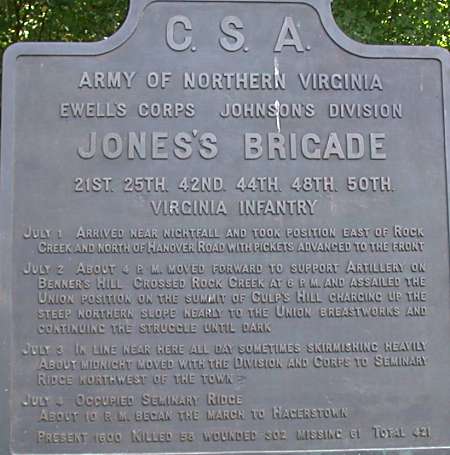 C. S. A.
ARMY OF NORTHERN VIRGINIA
EWELL'S CORPS JOHNSON'S DIVISION
JONES'S BRIGADE
21ST. 25TH. 42ND. 44TH. 48TH. 50TH.
VIRGINIA INFANTRY
JULY 1 ARRIVED NEAR NIGHTFALL AND TOOK POSITION EAST OF ROCK
CREEK AND NORTH OF HANOVER ROAD WITH PICKETS ADVANCED TO THE FRONT
JULY 2 ABOUT 4 P. M. MOVED FORWARD TO SUPPORT ARTILLERY ON
BENNER'S HILL CROSSED ROCK CREEK AT 6 P. M. AND ASSAILED THE
UNION POSITION ON THE SUMMIT OF CULP'S HILL CHARGING UP THE
STEEP NORTHERN SLOPE NEARLY TO THE UNION BREASTWORKS AND
CONTINUING THE STRUGGLE UNTIL DARK
JULY 3 IN LINE NEAR HERE ALL DAY SOMETIMES SKIRMISHING HEAVILY
ABOUT MIDNIGHT MOVED WITH THE DIVISION AND CORPS TO SEMINARY
RIDGE NORTHWEST OF THE TOWN
JULY 4 OCCUPIED SEMINARY RIDGE
ABOUT 10 P. M. BEGAN THE MARCH TO HAGERSTOWN
PRESENT 1600 KILLED 58 WOUNDED 302 MISSING 61 TOTAL 421